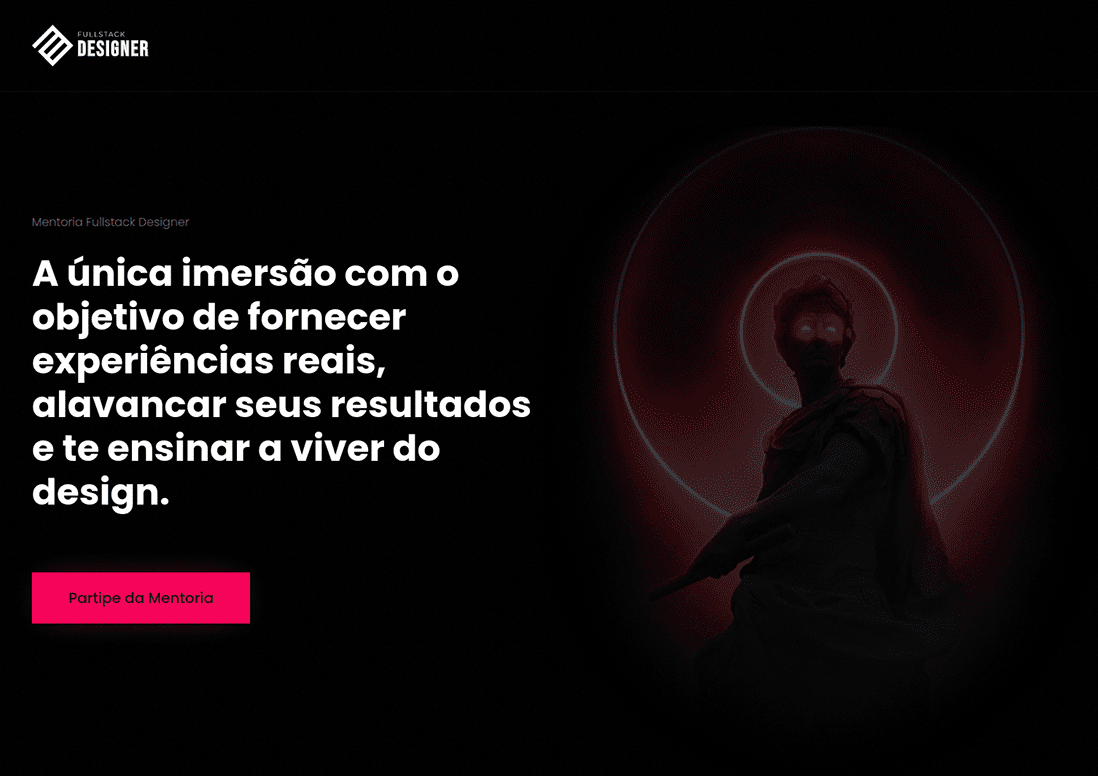 FULLSTACK
DESIGNER
Mentoria Fullstack Designer
A única imersão com o
objetivo de fornecer
experiências reais,
alavancar seus resultados
e te ensinar a viver do
design.
Partipe da Mentoria